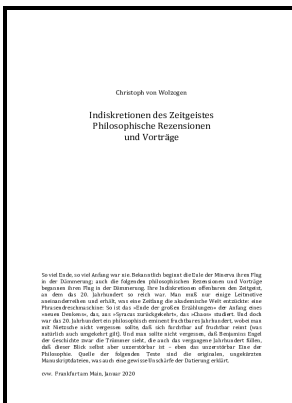 Christoph von Wolzogen
Indiskretionen des Zeitgeistes
Philosophische Rezensionen
und Vorträge
So viel Ende, so viel Anfang war nie. Bekanntlich beginnt die Eule der Minerva ihren Flug
in der Dämmerung; auch die folgenden philosophischen Rezensionen und Vorträge
begannen ihren Flug in der Dämmerung. Ihre Indiskretionen offenbaren den Zeitgeist,
an dem das 20. Jahrhundert so reich war. Man muß nur einige Leitmotive
aneinanderreihen und erhält, was eine Zeitlang die akademische Welt entzückte: eine
Phrasendreschmaschine: So ist das »Ende der großen Erzählungen« der Anfang eines
»neuen Denkens«, das, aus »Syracus zurückgekehrt«, das »Chaos« studiert. Und doch
war das 20. Jahrhundert ein philosophisch eminent fruchtbares Jahrhundert, wobei man
mit Nietzsche nicht vergessen sollte, daß sich furchtbar auf fruchtbar reimt (was
natürlich auch umgekehrt gilt). Und man sollte nicht vergessen, daß Benjamins Engel
der Geschichte zwar die Trümmer sieht, die auch das vergangene Jahrhundert füllen,
daß dieser Blick selbst aber unzerstörbar ist – eben das unzerstörbar Eine der
Philosophie. Quelle der folgenden Texte sind die originalen, ungekürzten
Manuskriptdateien, was auch eine gewisse Unschärfe der Datierung erklärt.
cvw. Frankfurt am Main, Januar 2020